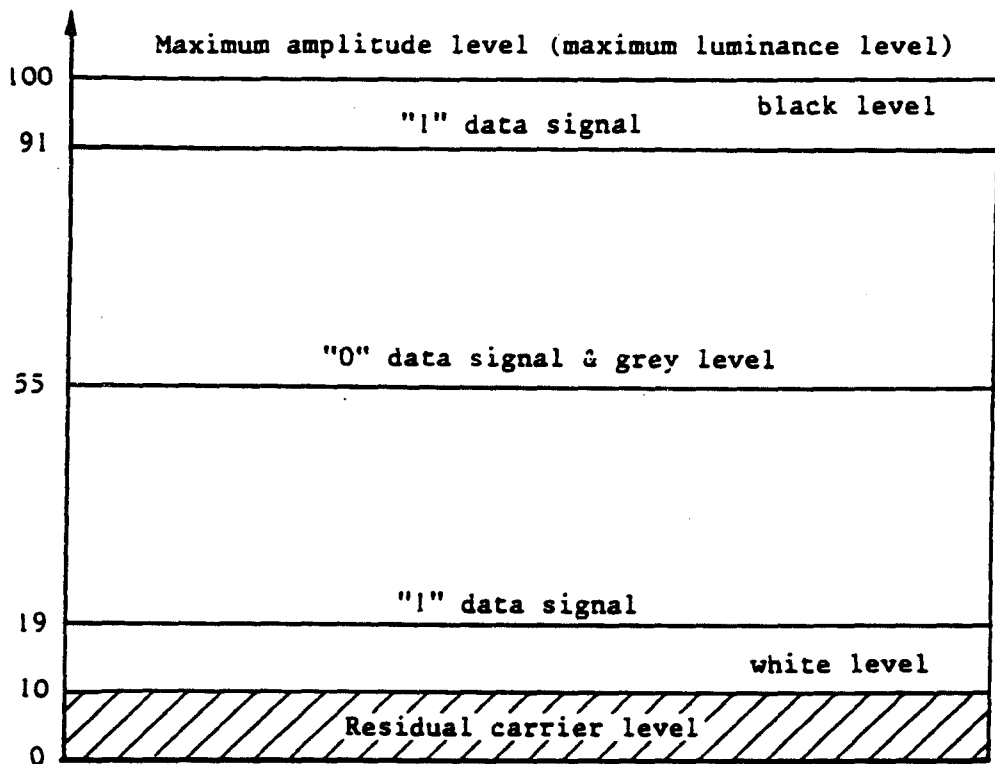 Maximum amplitude level (maximum luminance level)
100
black level
"1" data signal
91
"0" data signal & grey level
55
"1" data signal
19
white level
10
Residual carrier level
0